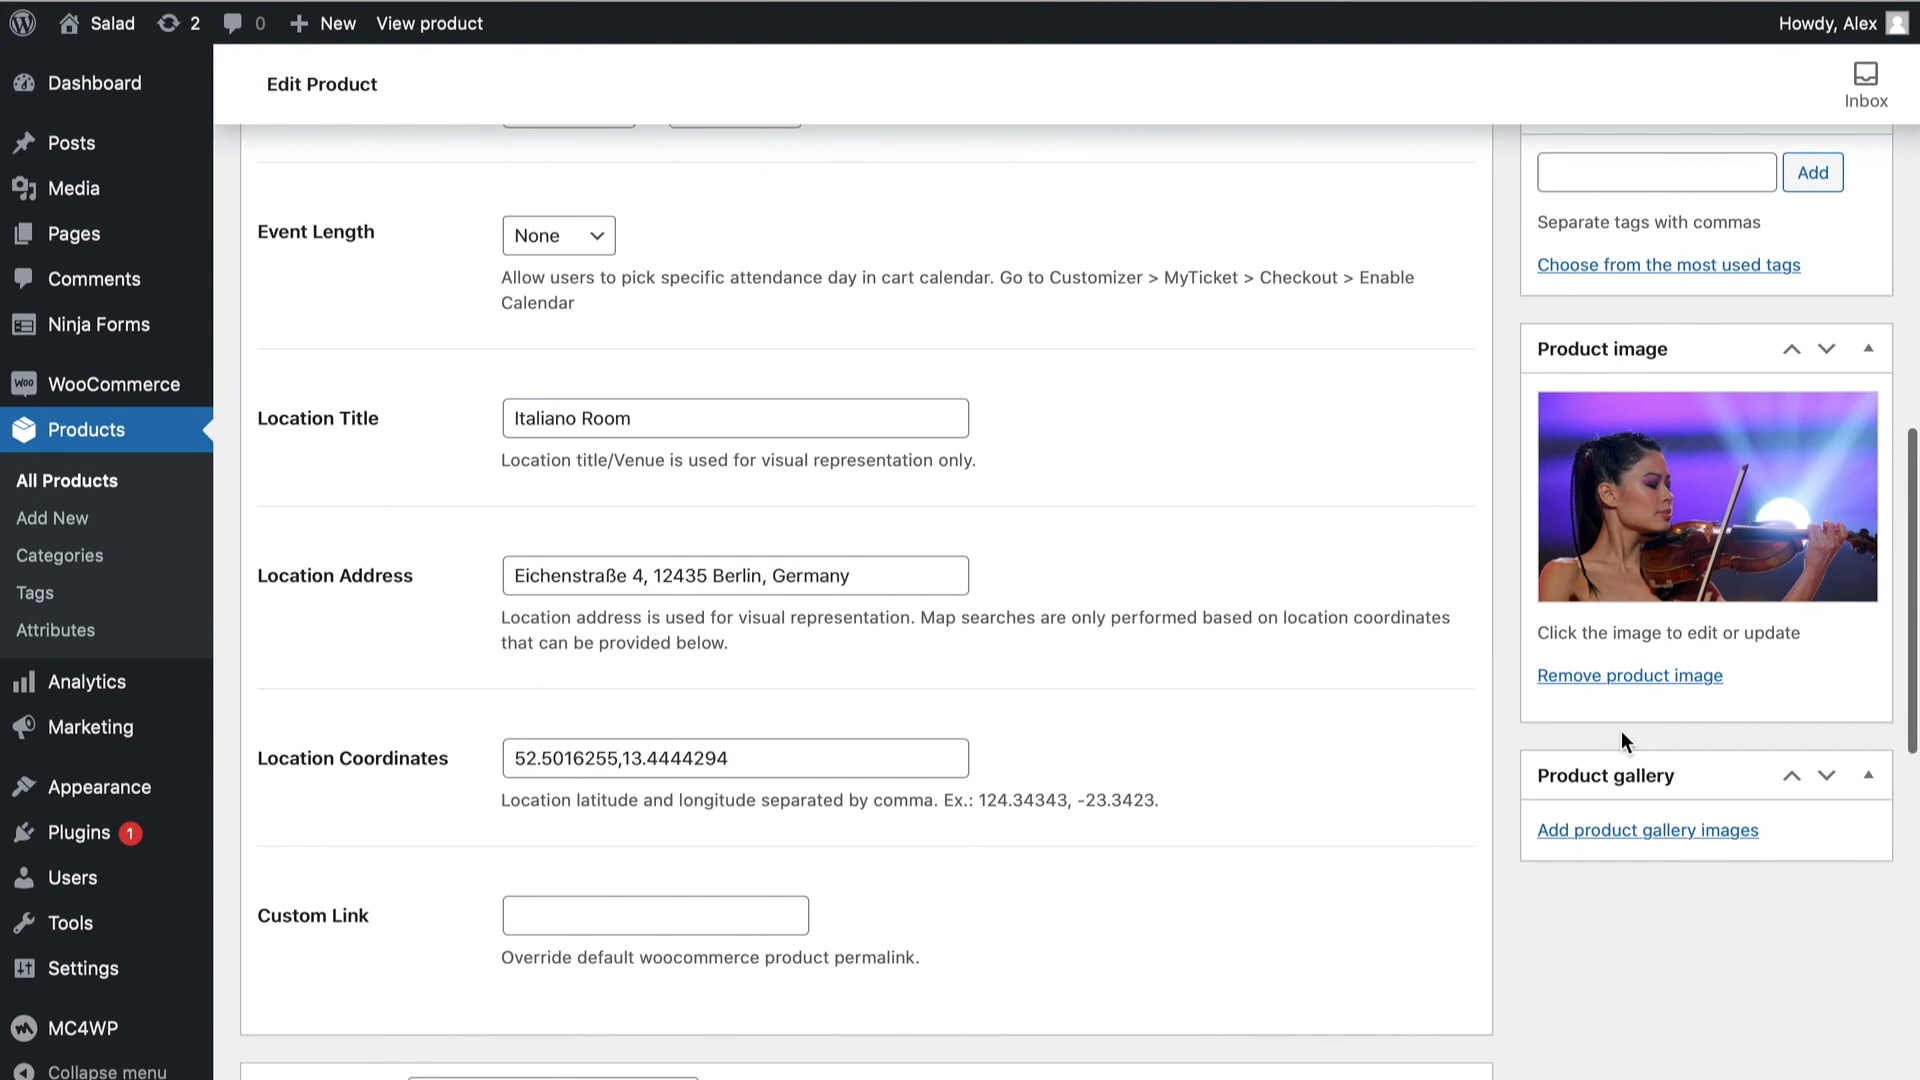 Salad
2
0
New
View product
Howdy, Alex
Edit Product
Inbox
Dashboard
Posts
Media
Pages
Comments
Ninja Forms
Woo
WooCommerce
Products
All Products
Add New
Categories
Tags
Attributes
Analytics
Marketing
Appearance
Plugins 1
Users
Tools
Settings
MC4WP
Collapse menu
Event Length
None
Allow users to pick specific attendance day in cart calendar. Go to Customizer > MyTicket > Checkout > Enable
Calendar
Location Title
Italiano Room
Location title/Venue is used for visual representation only.
Location Address
Eichenstraße 4, 12435 Berlin, Germany
Location address is used for visual representation. Map searches are only performed based on location coordinates
that can be provided below.
Location Coordinates
52.5016255,13.4444294
Location latitude and longitude separated by comma. Ex.: 124.34343, -23.3423.
Custom Link
Override default woocommerce product permalink.
Add
Separate tags with commas
Choose from the most used tags
Product image
Click the image to edit or update
Remove product image
Product gallery
Add product gallery images